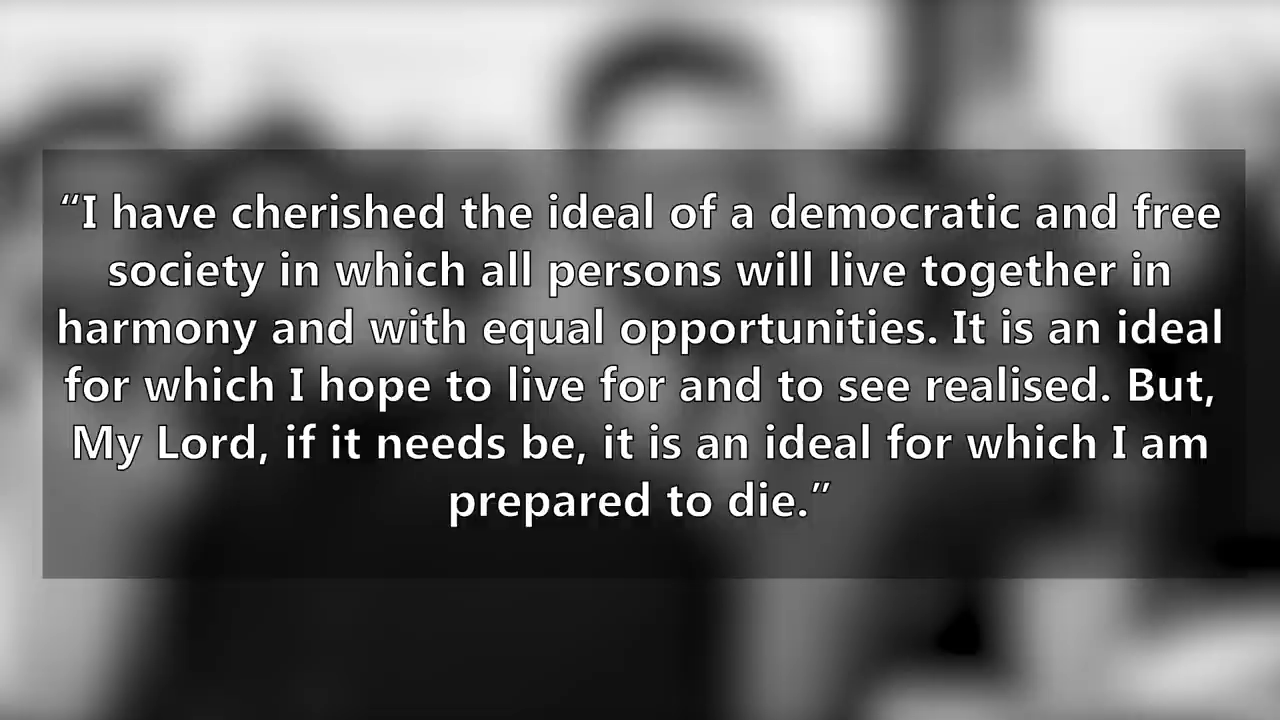 “I have cherished the ideal of a democratic and free
society in which all persons will live together in
harmony and with equal opportunities. It is an ideal
for which I hope to live for and to see realised. But,
My Lord, if it needs be, it is an ideal for which I am
prepared to die.”